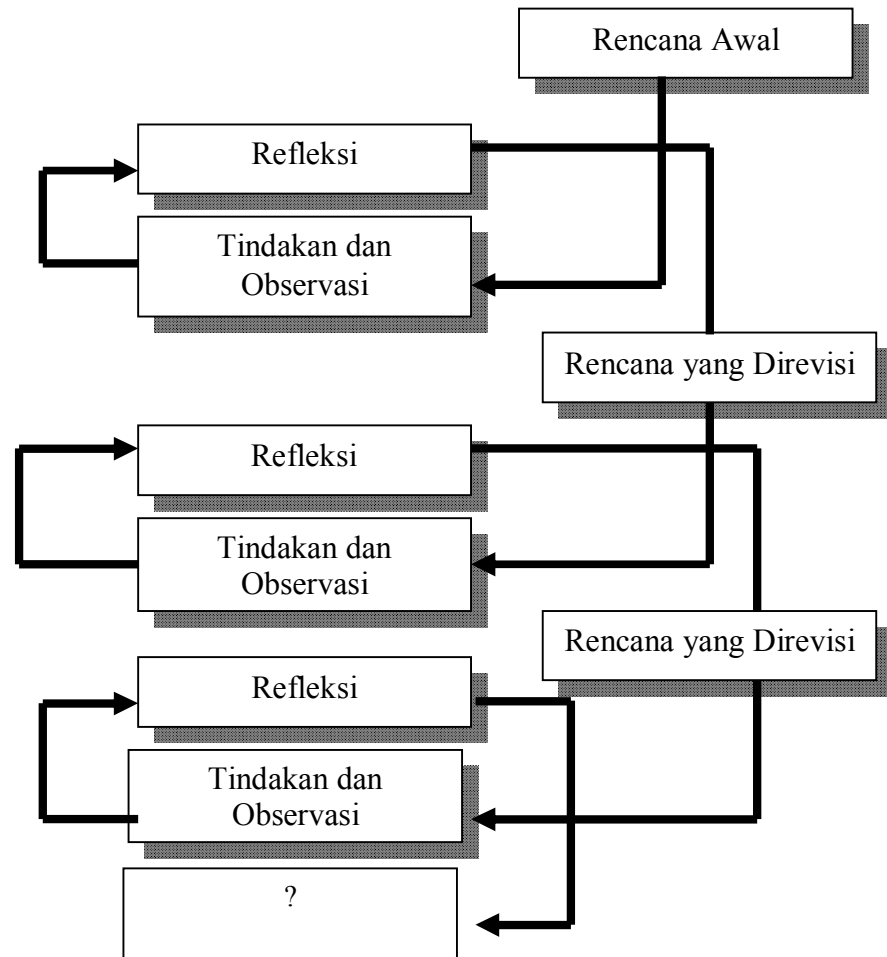 Rencana Awal
Refleksi
Tindakan dan
Observasi
Rencana yang Direvisi
Refleksi
Tindakan dan
Observasi
Rencana yang Direvisi
Refleksi
Tindakan dan
Observasi
?